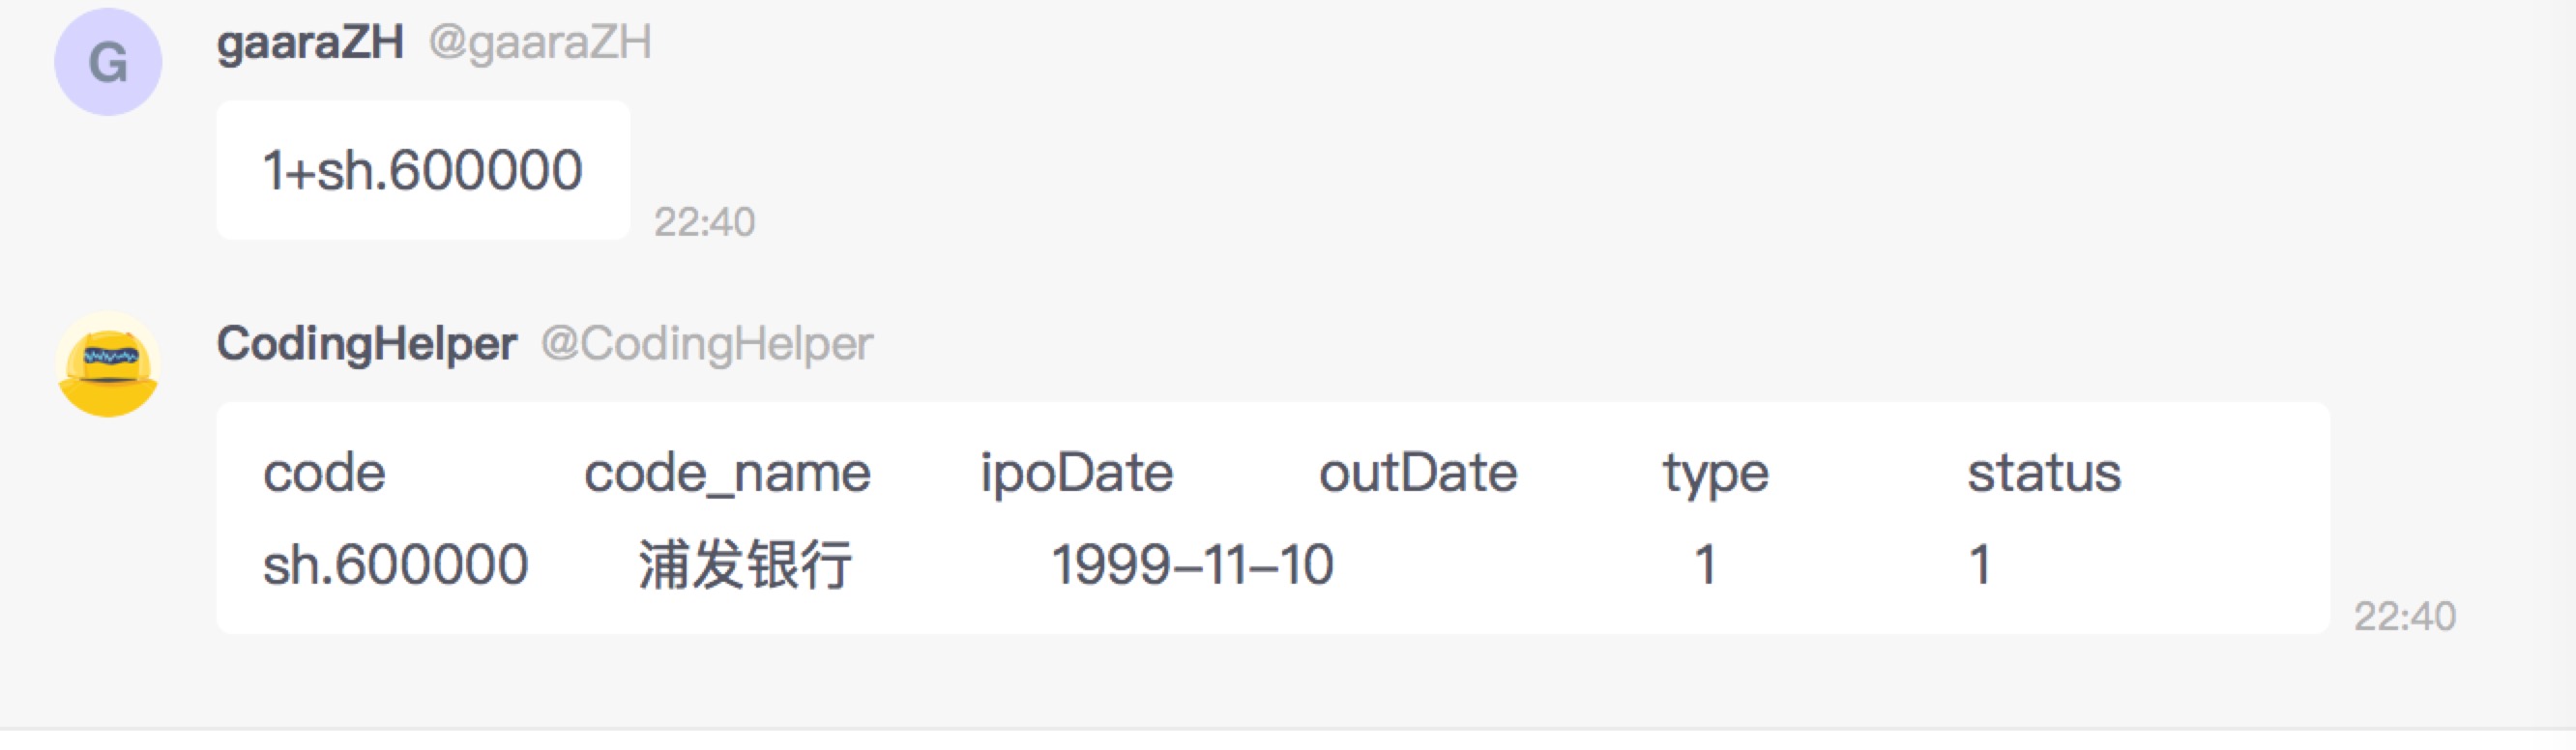 G
gaaraZH @gaaraZH
1+sh.600000
22:40
CodingHelper @CodingHelper
code code_name ipoDate outDate type status
sh.600000 浦发银行 1999–11–10 1 1
22:40